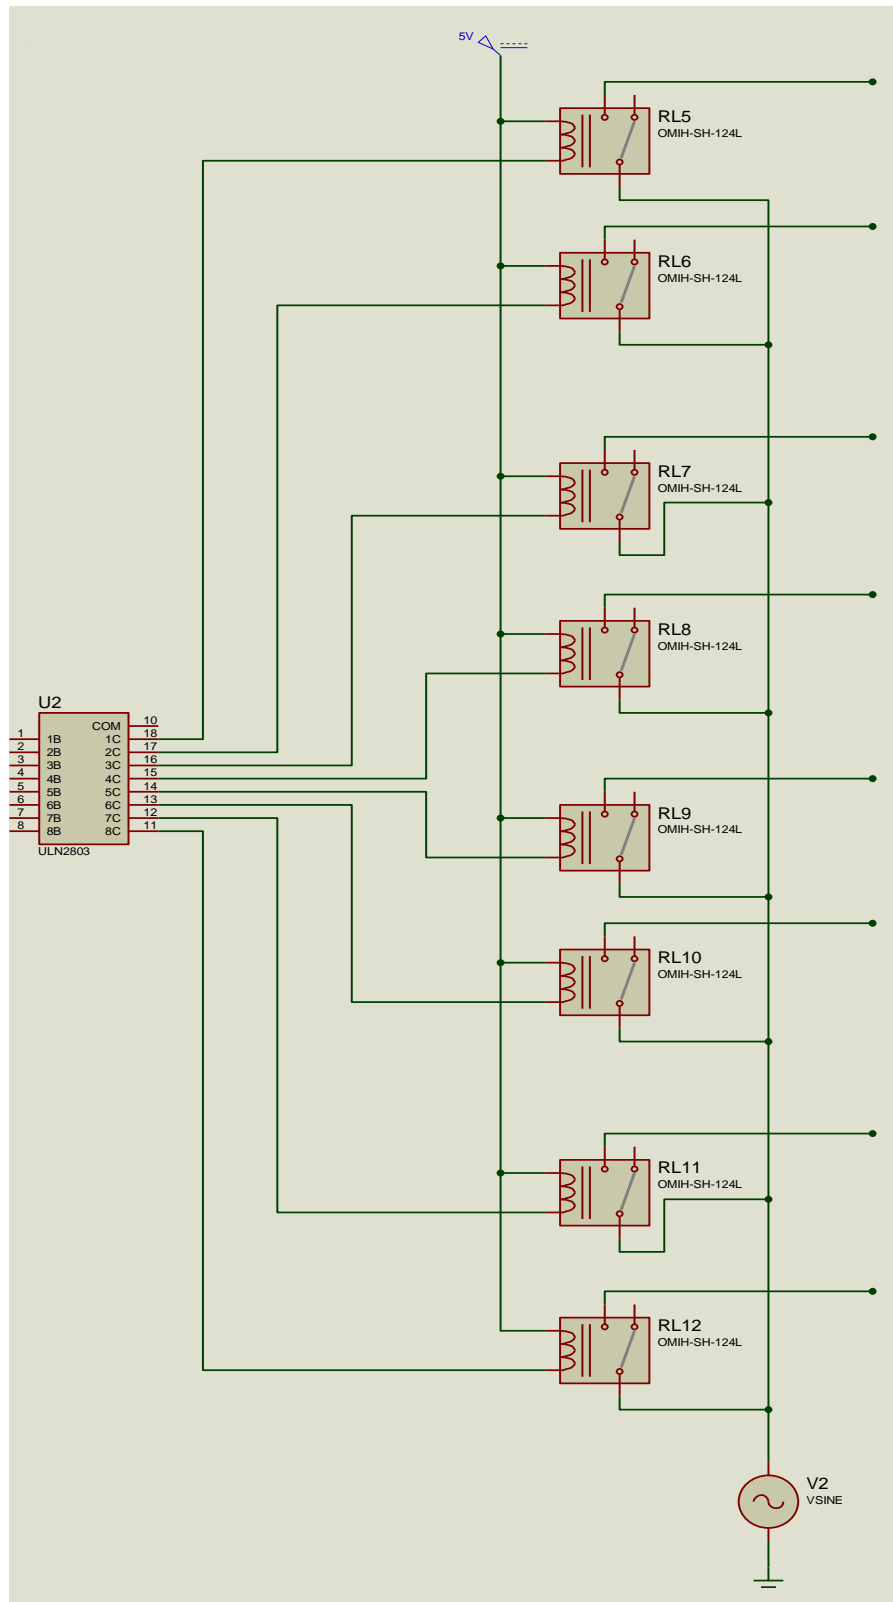 5V
RL5
OMIH-SH-124L
RL6
OMIH-SH-124L
RL7
OMIH-SH-124L
RL8
OMIH-SH-124L
U2
COM 10
1 1B 1C 18
2 2B 2C 17
3 3B 3C 16
4 4B 4C 15
5 5B 5C 14
6 6B 6C 13
7 7B 7C 12
8 8B 8C 11
ULN2803
RL9
OMIH-SH-124L
RL10
OMIH-SH-124L
RL11
OMIH-SH-124L
RL12
OMIH-SH-124L
V2
VSINE